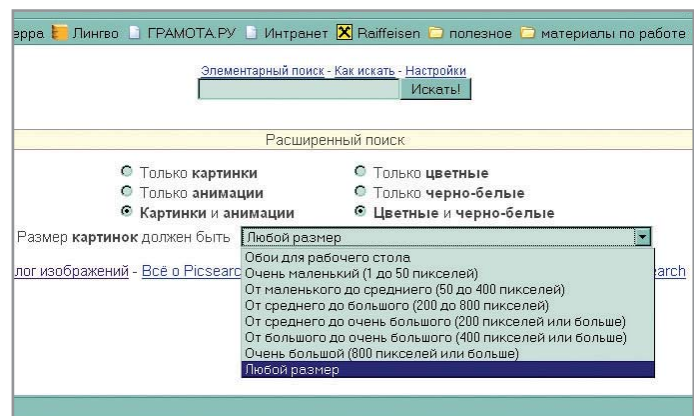 ерра Лингво ГРАМОТА.РУ Интранет Raiffeisen полезное материалы по работе
Элементарный поиск - Как искать - Настройки
Искать!
Расширенный поиск
Только картинки Только цветные
Только анимации Только черно-белые
Картинки и анимации Цветные и черно-белые
Размер картинок должен быть Любой размер
Обои для рабочего стола
лог изображений - Всё о Picsearc Очень маленький (1 до 50 пикселей) earch
От маленького до средниего (50 до 400 пикселей)
От среднего до большого (200 до 800 пикселей)
От среднего до очень большого (200 пикселей или больше)
От большого до очень большого (400 пикселей или больше)
Очень большой (800 пикселей или больше)
Любой размер